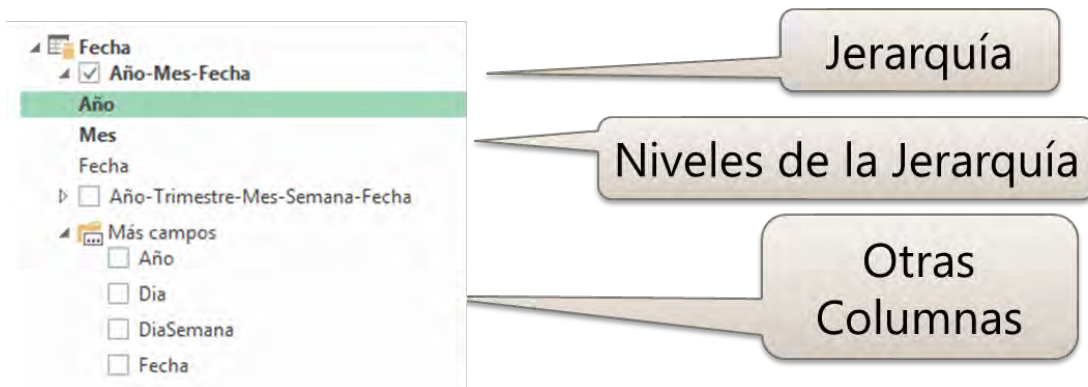 Fecha
Año-Mes-Fecha
Año
Mes
Fecha
Año-Trimestre-Mes-Semana-Fecha
Más campos
Año
Dia
DiaSemana
Fecha
Jerarquía
Niveles de la Jerarquía
Otras
Columnas